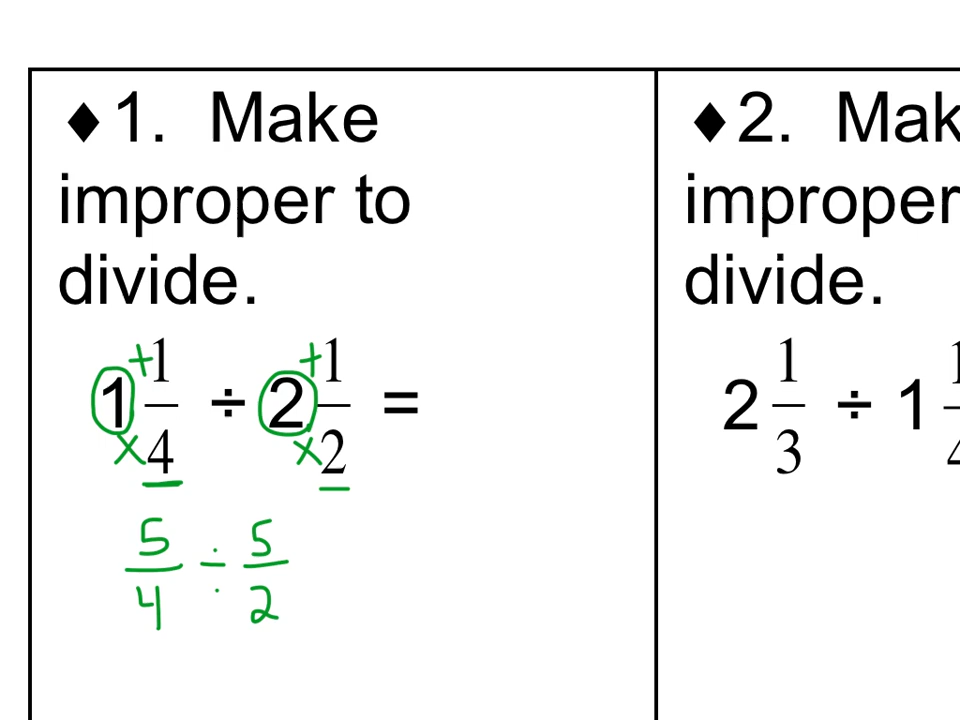 ♦1. Make
improper to
divide.
1 1/4 ÷ 2 1/2 =
+ +
× ×
5/4 ÷ 5/2
♦2. Mak
improper
divide.
2 1/3 ÷ 1